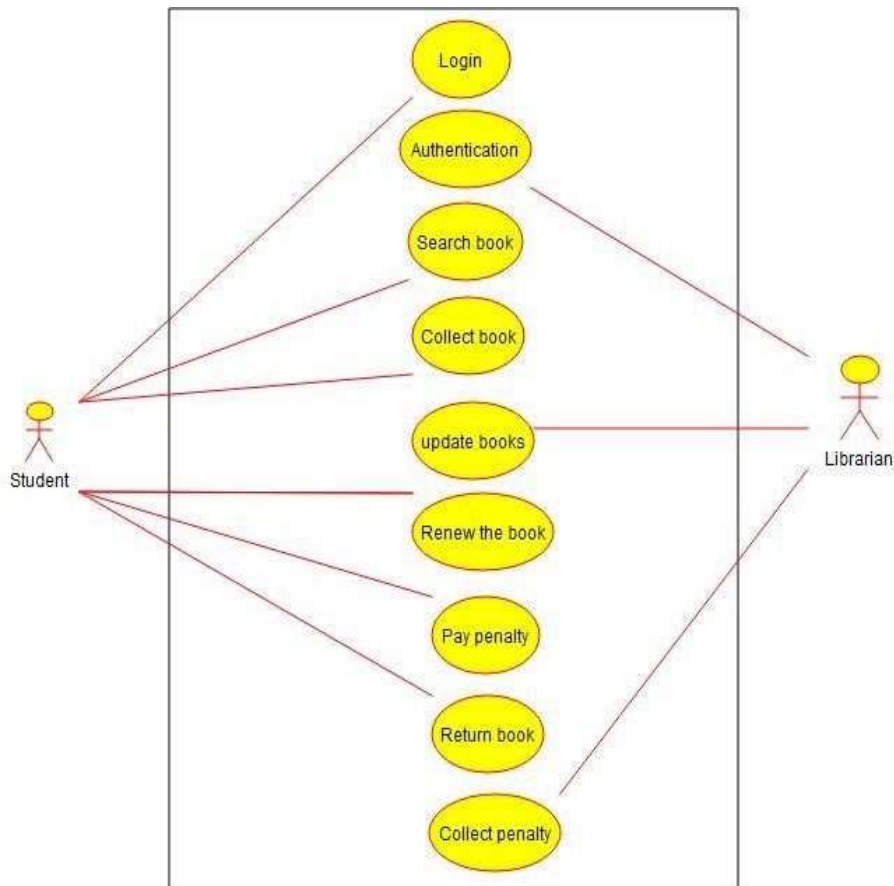 Login
Authentication
Search book
Collect book
update books
Renew the book
Pay penalty
Return book
Collect penalty
Student
Librarian